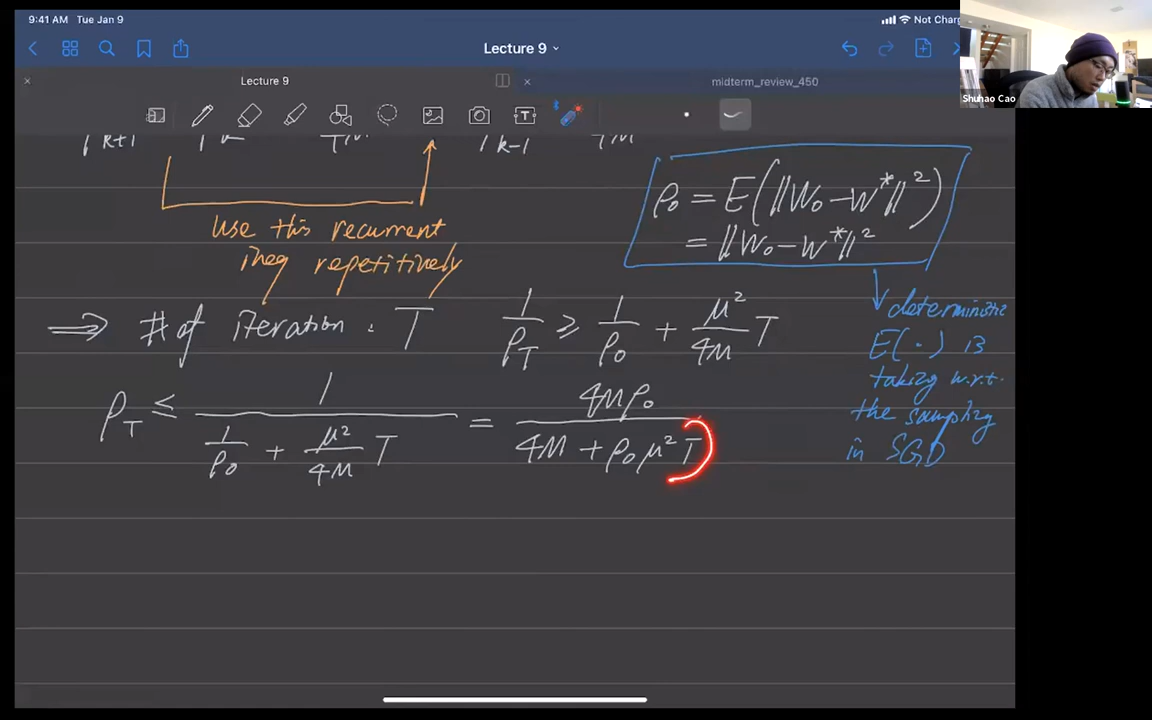 9:41 AM Tue Jan 9
Not Charg
Lecture 9
Lecture 9
midterm_review_450
Shuhao Cao
ρ₀ = E(‖W₀ − W*‖²)
= ‖W₀ − W*‖²
Use this recurrent
ineq repetitively
deterministic
E(·) is
taking w.r.t.
the sampling
in SGD
⟹ # of iteration : T 1/ρ_T ≥ 1/ρ₀ + μ²/4M T
ρ_T ≤ 1/(1/ρ₀ + μ²/4M T) = 4Mρ₀/(4M + ρ₀μ²T)